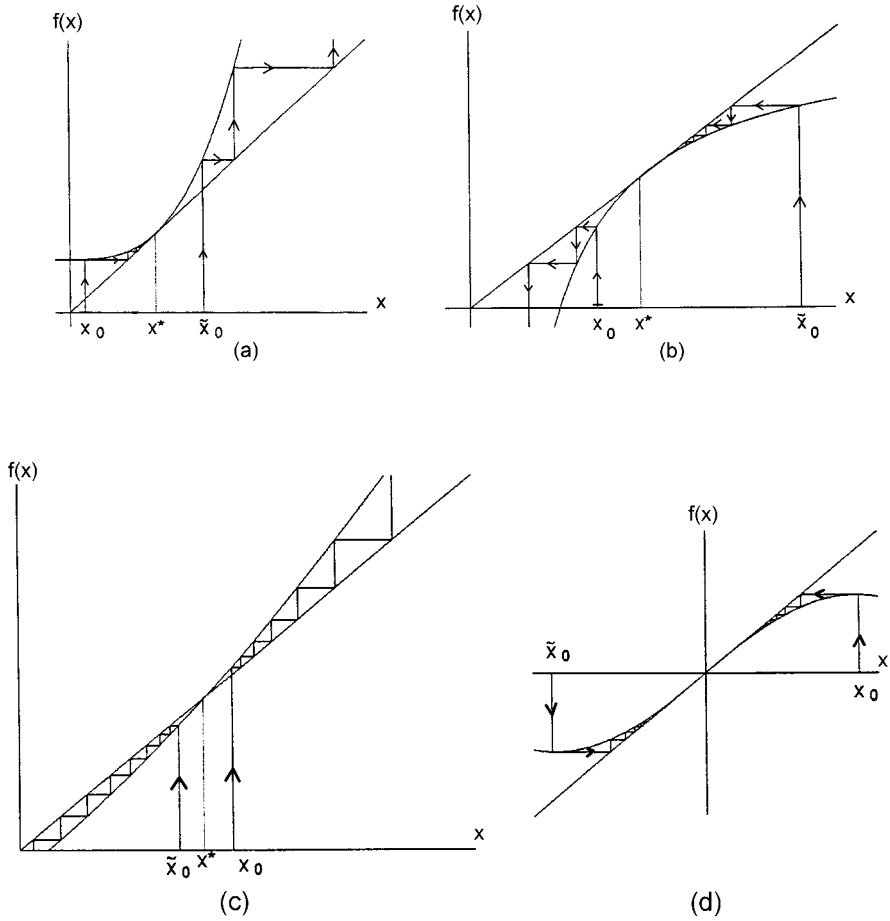 f(x)
x
x₀ x* x̃₀
(a)
f(x)
x
x₀ x* x̃₀
(b)
f(x)
x
x̃₀ x* x₀
(c)
f(x)
x̃₀
x
x₀
(d)